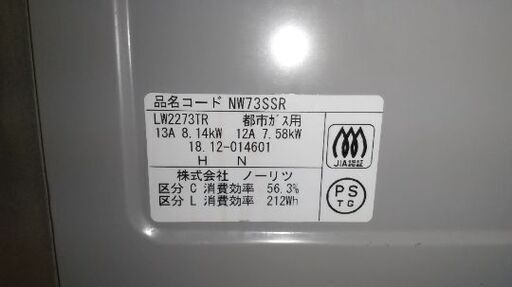 品名コード NW73SSR
LW2273TR 都市ガス用
13A 8.14kW 12A 7.58kW
18.12-014601
H N
JIA認証
株式会社 ノーリツ
区分 C 消費効率 56.3%
区分 L 消費効率 212Wh
PS
TG